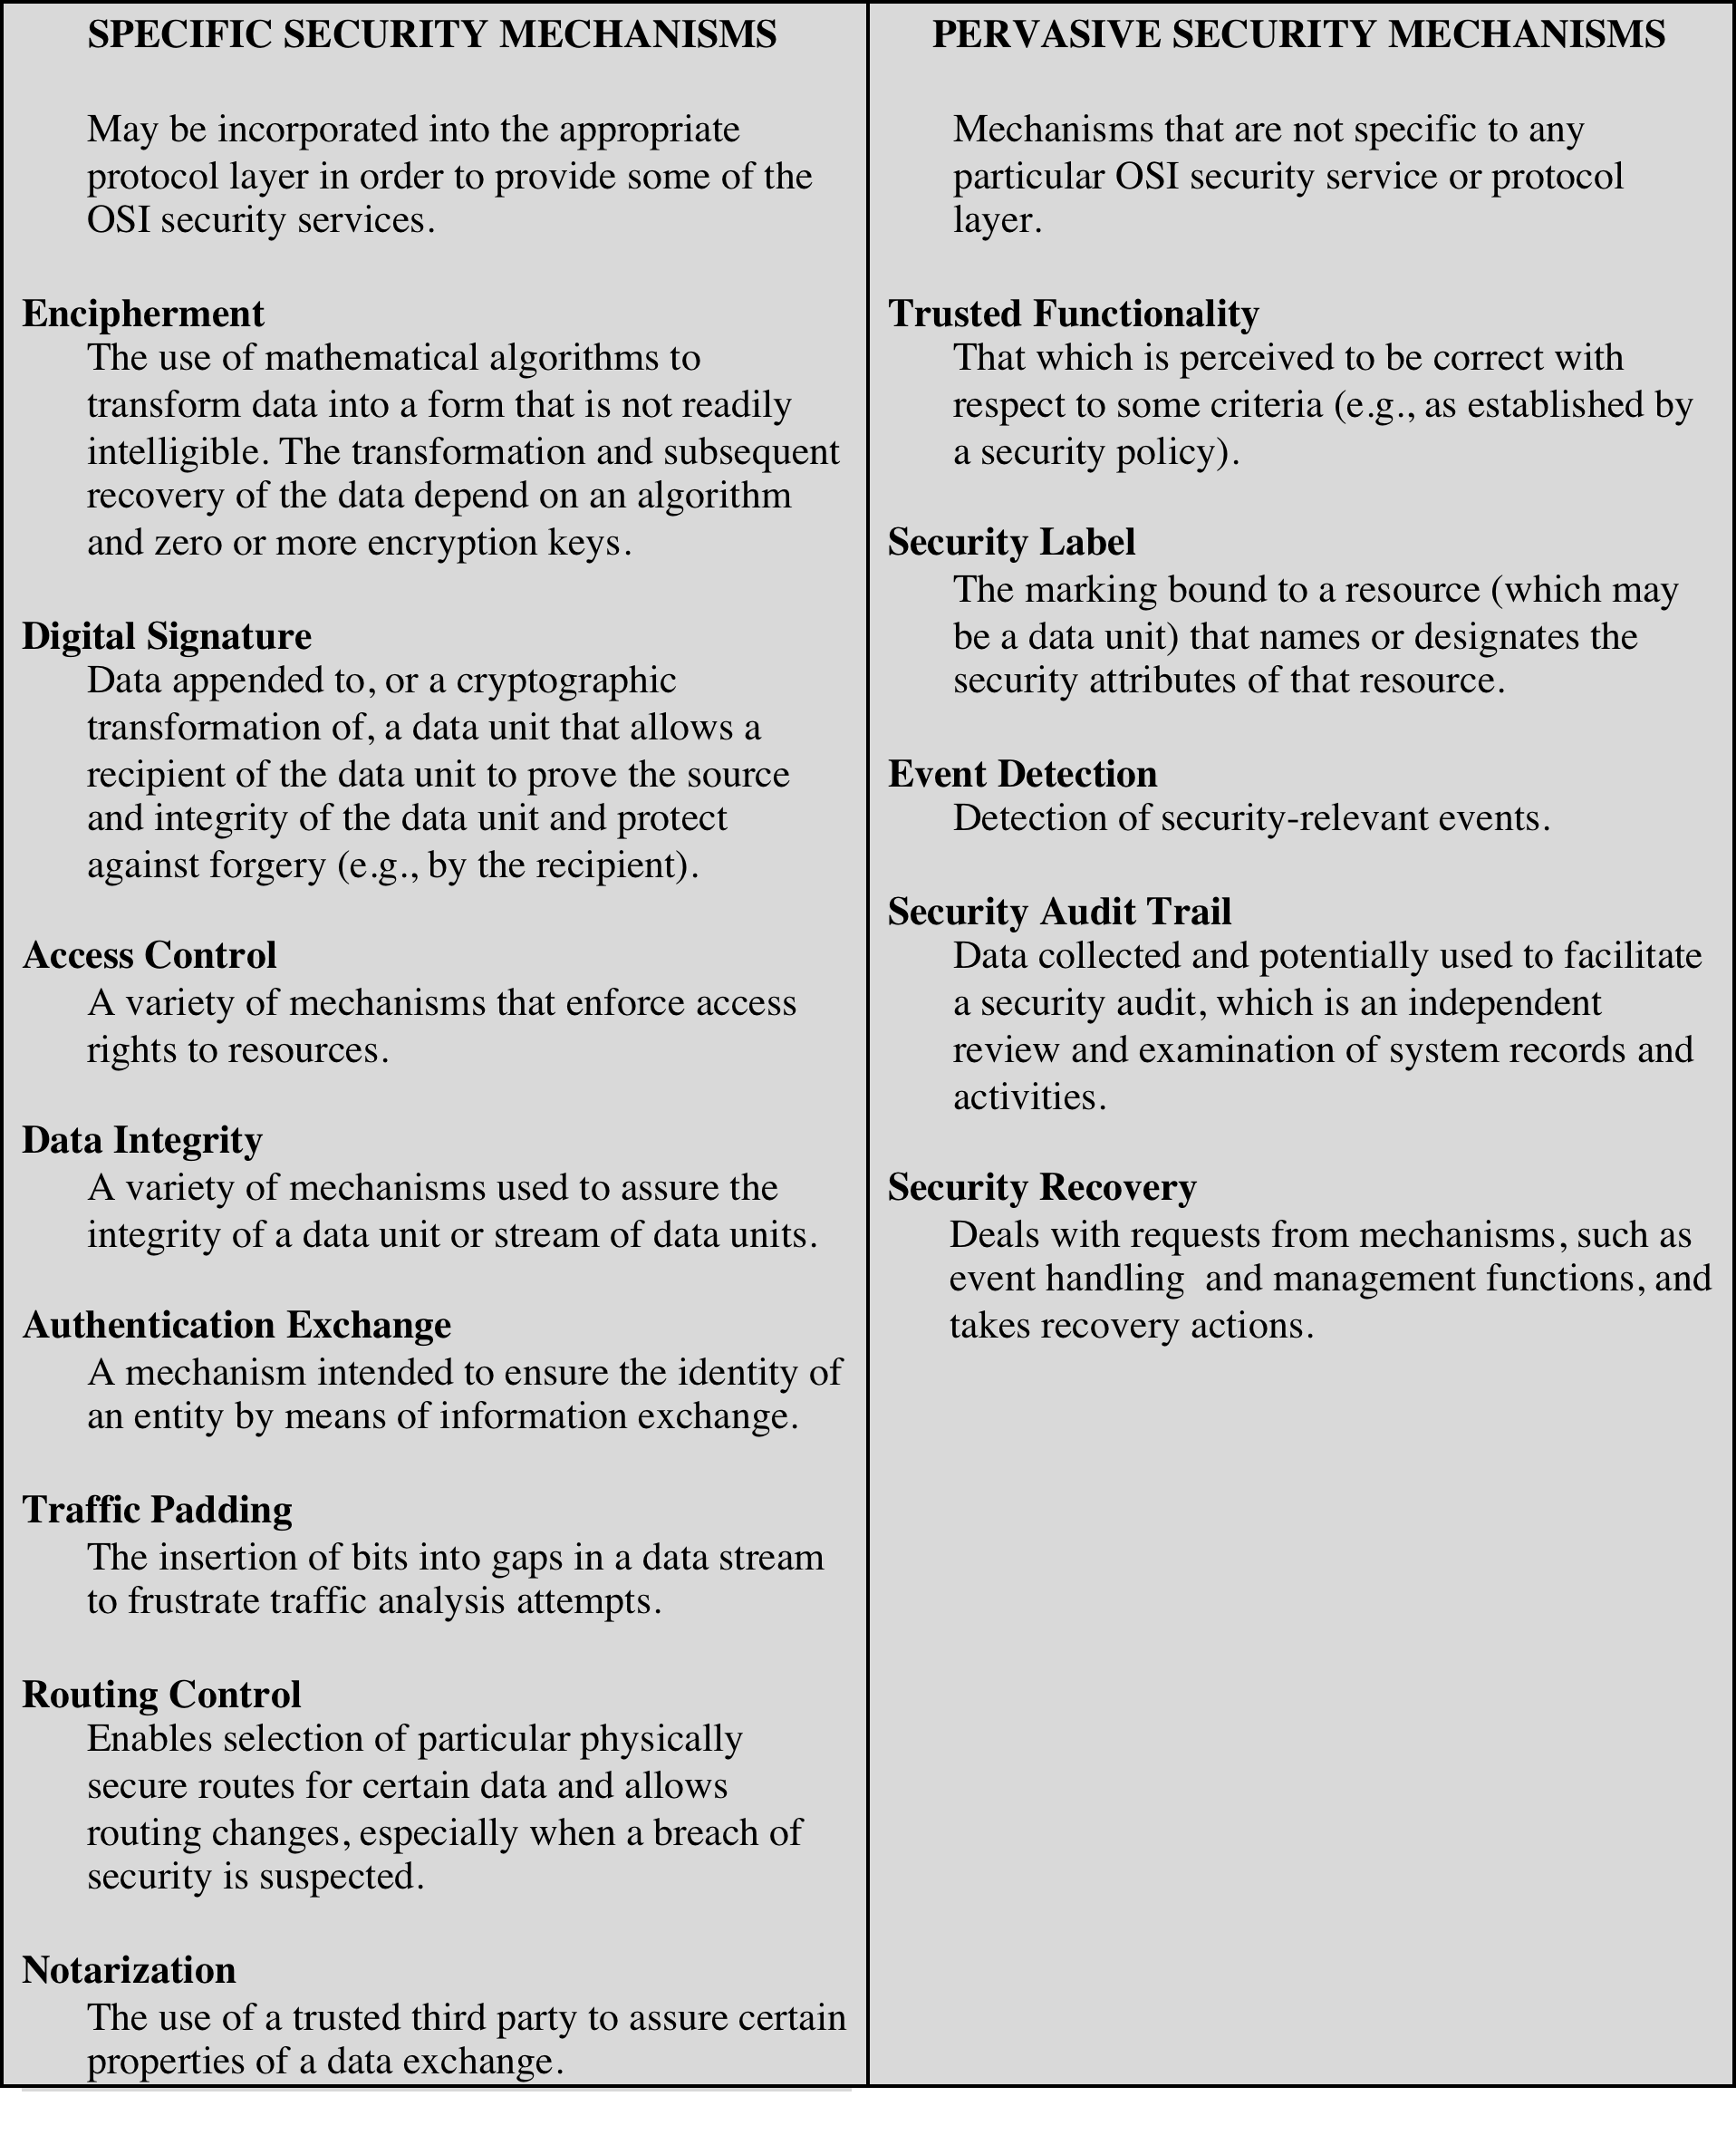 SPECIFIC SECURITY MECHANISMS
May be incorporated into the appropriate
protocol layer in order to provide some of the
OSI security services.
Encipherment
The use of mathematical algorithms to
transform data into a form that is not readily
intelligible. The transformation and subsequent
recovery of the data depend on an algorithm
and zero or more encryption keys.
Digital Signature
Data appended to, or a cryptographic
transformation of, a data unit that allows a
recipient of the data unit to prove the source
and integrity of the data unit and protect
against forgery (e.g., by the recipient).
Access Control
A variety of mechanisms that enforce access
rights to resources.
Data Integrity
A variety of mechanisms used to assure the
integrity of a data unit or stream of data units.
Authentication Exchange
A mechanism intended to ensure the identity of
an entity by means of information exchange.
Traffic Padding
The insertion of bits into gaps in a data stream
to frustrate traffic analysis attempts.
Routing Control
Enables selection of particular physically
secure routes for certain data and allows
routing changes, especially when a breach of
security is suspected.
Notarization
The use of a trusted third party to assure certain
properties of a data exchange.
PERVASIVE SECURITY MECHANISMS
Mechanisms that are not specific to any
particular OSI security service or protocol
layer.
Trusted Functionality
That which is perceived to be correct with
respect to some criteria (e.g., as established by
a security policy).
Security Label
The marking bound to a resource (which may
be a data unit) that names or designates the
security attributes of that resource.
Event Detection
Detection of security-relevant events.
Security Audit Trail
Data collected and potentially used to facilitate
a security audit, which is an independent
review and examination of system records and
activities.
Security Recovery
Deals with requests from mechanisms, such as
event handling  and management functions, and
takes recovery actions.